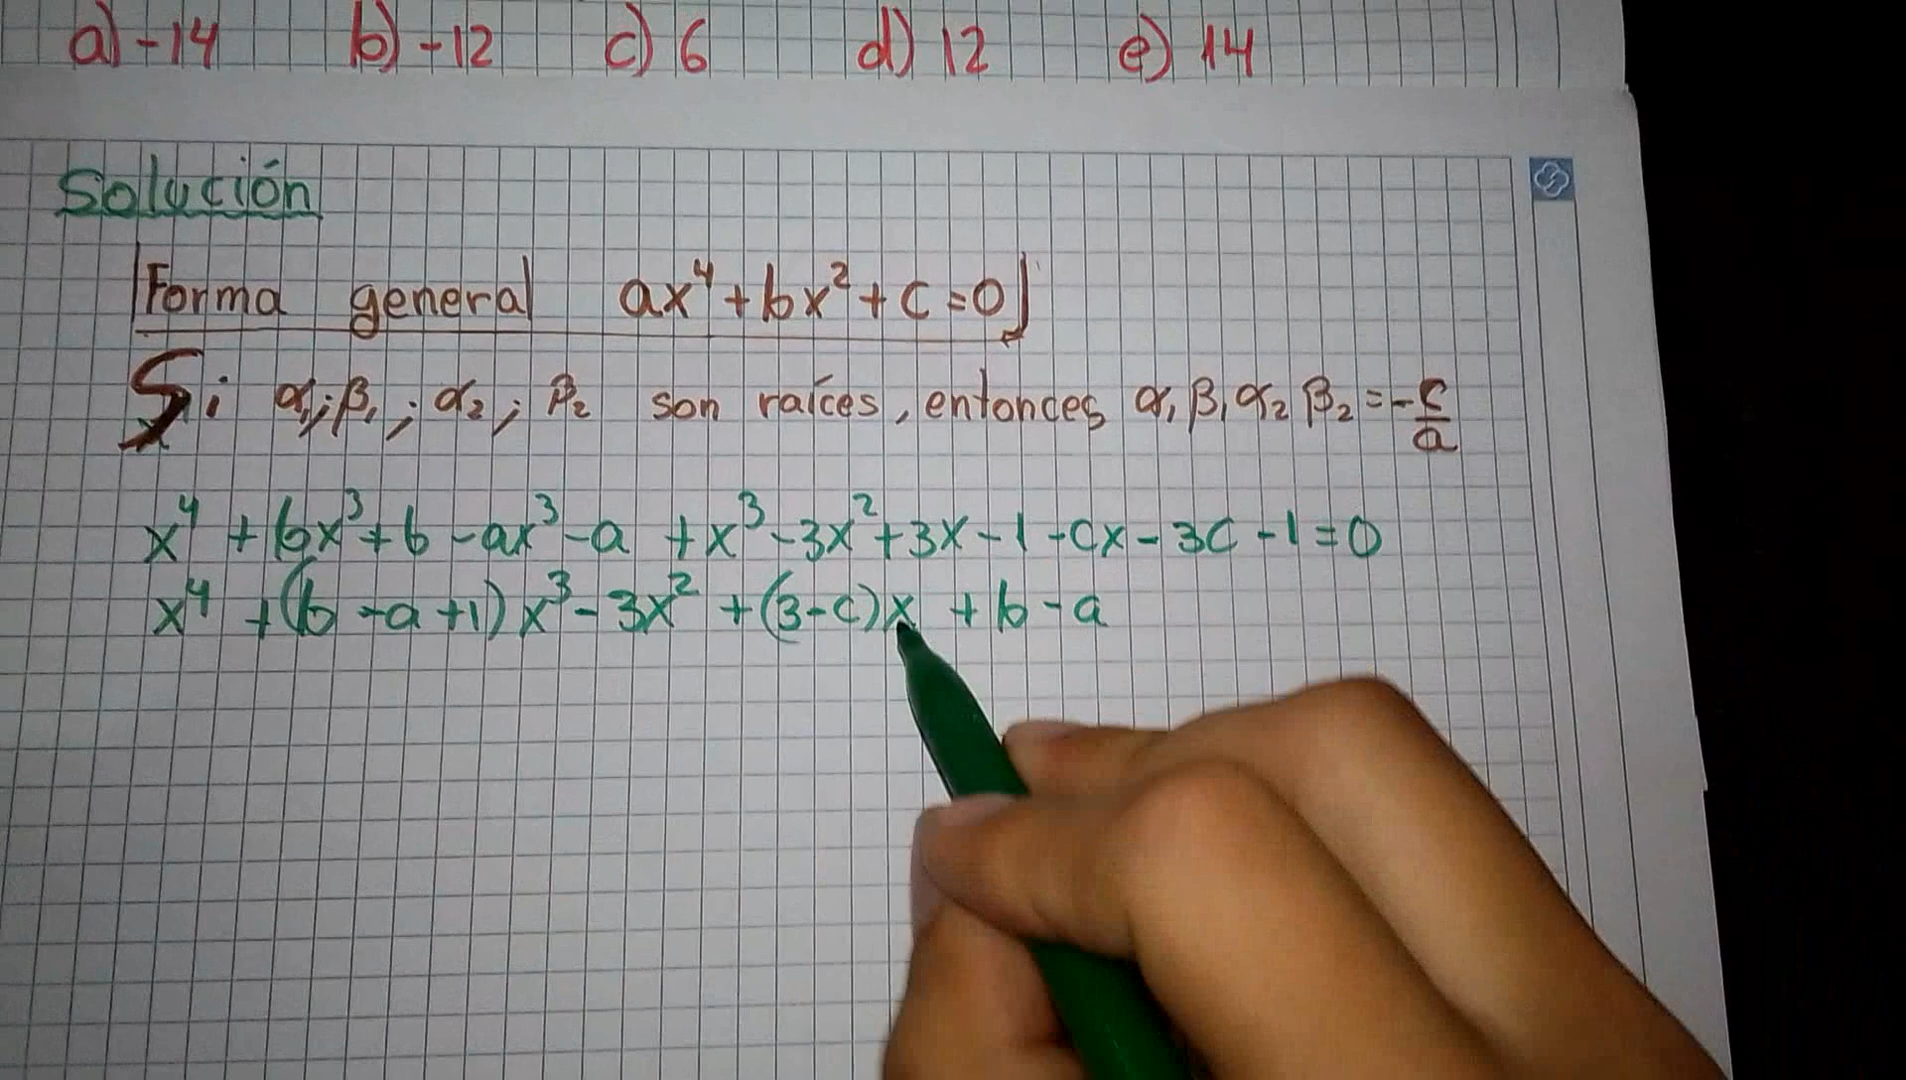 a) -14 b) -12 c) 6 d) 12 e) 14
Solución
Forma general ax⁴+bx²+c=0
Si α₁;β₁;α₂;β₂ son raíces, entonces α₁β₁α₂β₂=-c/a
x⁴+bx³+b-ax³-a+x³-3x²+3x-1-cx-3c-1=0
x⁴+(b-a+1)x³-3x²+(3-c)x+b-a